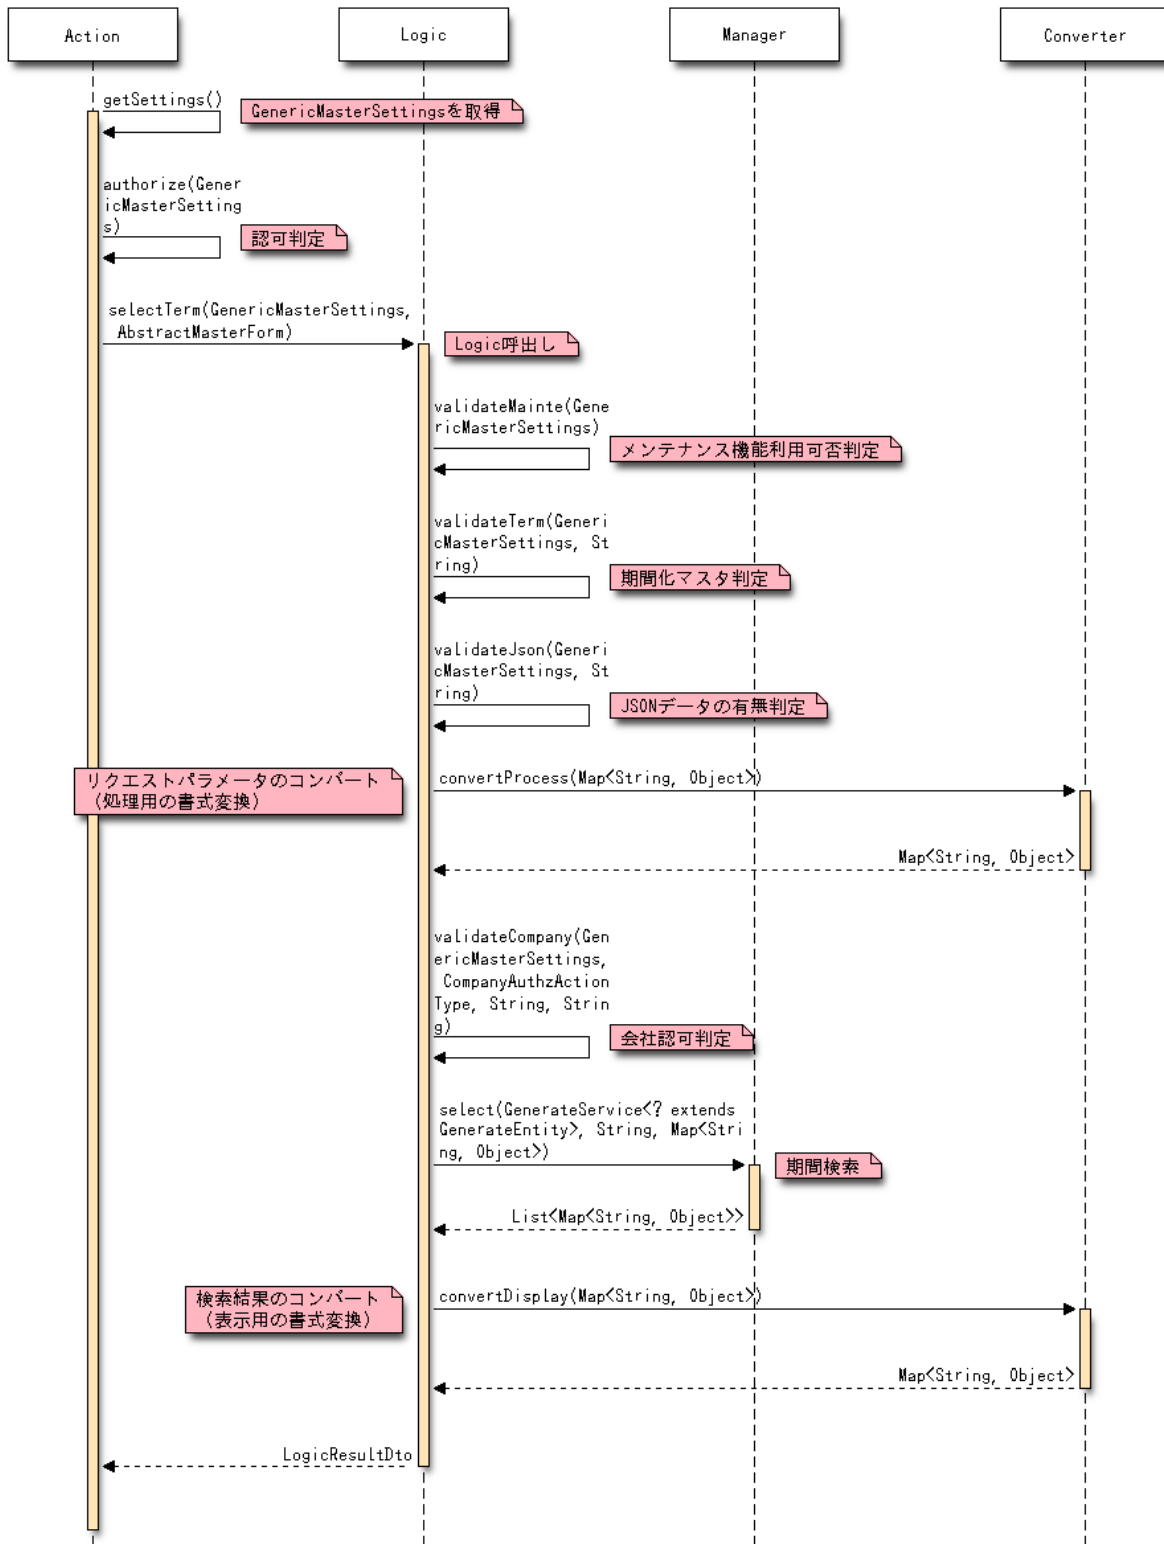 Action
Logic
Manager
Converter
getSettings()
GenericMasterSettingsを取得
authorize(Gener
icMasterSetting
s)
認可判定
selectTerm(GenericMasterSettings,
AbstractMasterForm)
Logic呼出し
validateMainte(Gene
ricMasterSettings)
メンテナンス機能利用可否判定
validateTerm(Generi
cMasterSettings, St
ring)
期間化マスタ判定
validateJson(Generi
cMasterSettings, St
ring)
JSONデータの有無判定
リクエストパラメータのコンバート
（処理用の書式変換）
convertProcess(Map<String, Object>)
Map<String, Object>
validateCompany(Gen
ericMasterSettings,
CompanyAuthzAction
Type, String, Strin
g)
会社認可判定
select(GenerateService<? extends
GenerateEntity>, String, Map<Stri
ng, Object>)
期間検索
List<Map<String, Object>>
検索結果のコンバート
（表示用の書式変換）
convertDisplay(Map<String, Object>)
Map<String, Object>
LogicResultDto